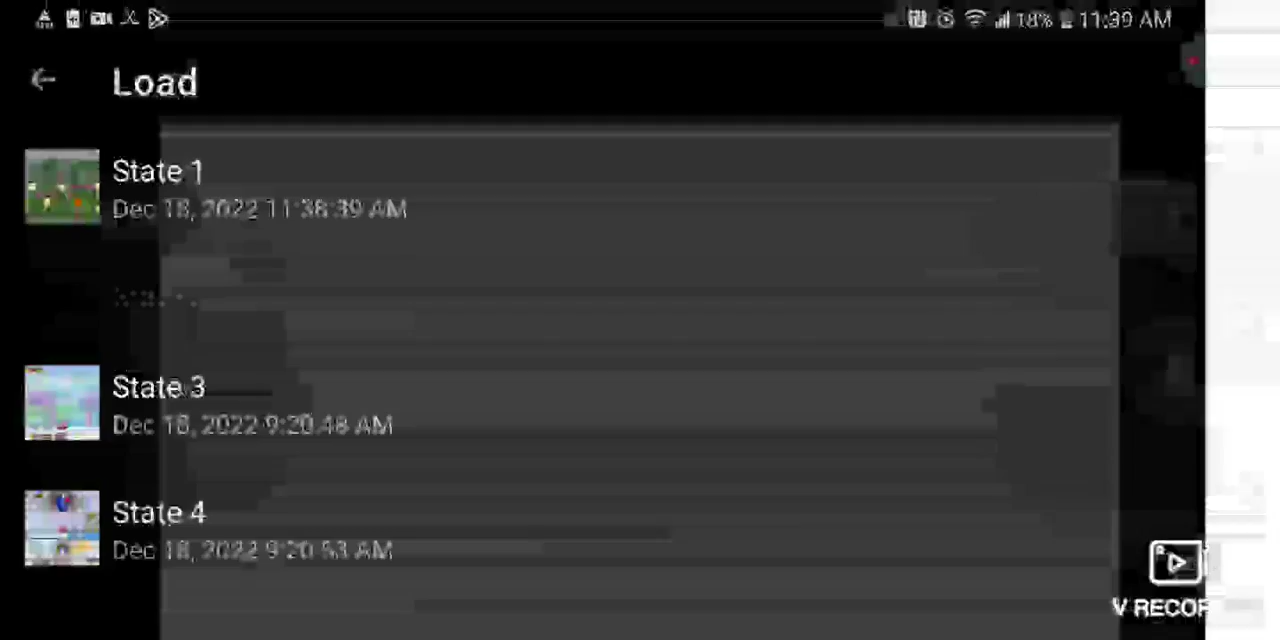 18% 11:39 AM
Load
State 1
Dec 18, 2022 11:38:39 AM
State 3
Dec 18, 2022 9:20:48 AM
State 4
Dec 18, 2022 9:20:53 AM
V RECOR